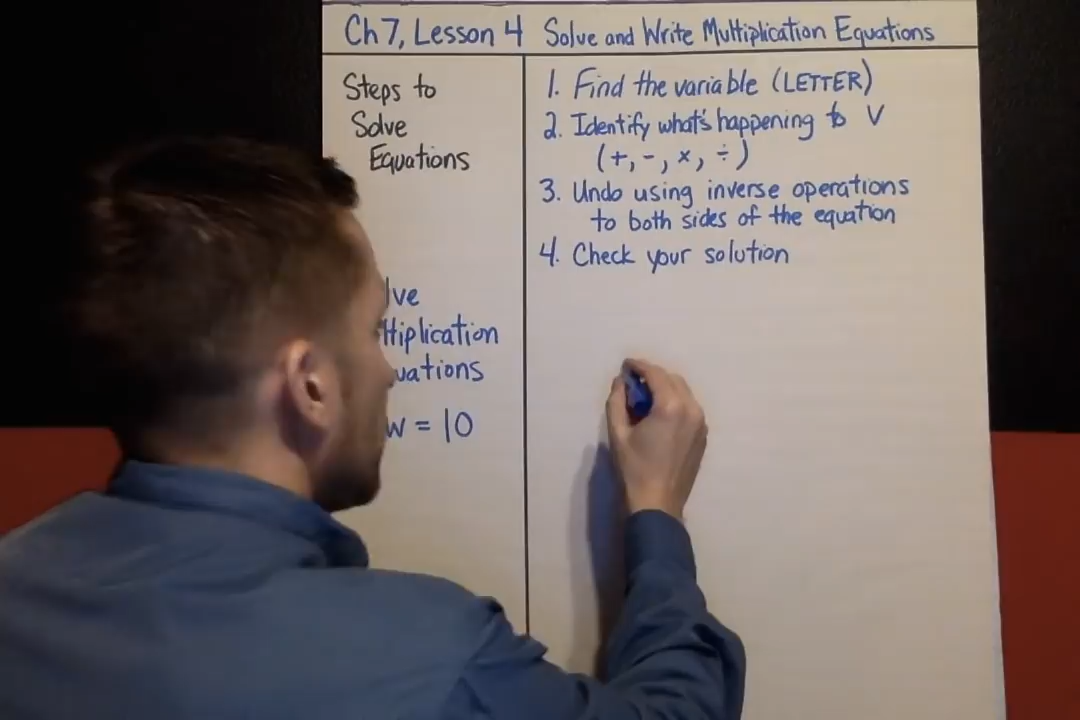 Ch 7, Lesson 4 Solve and Write Multiplication Equations
Steps to
Solve
Equations
1. Find the variable (LETTER)
2. Identify what's happening to V
(+, -, ×, ÷)
3. Undo using inverse operations
to both sides of the equation
4. Check your solution
lve
ltiplication
uations
w = 10